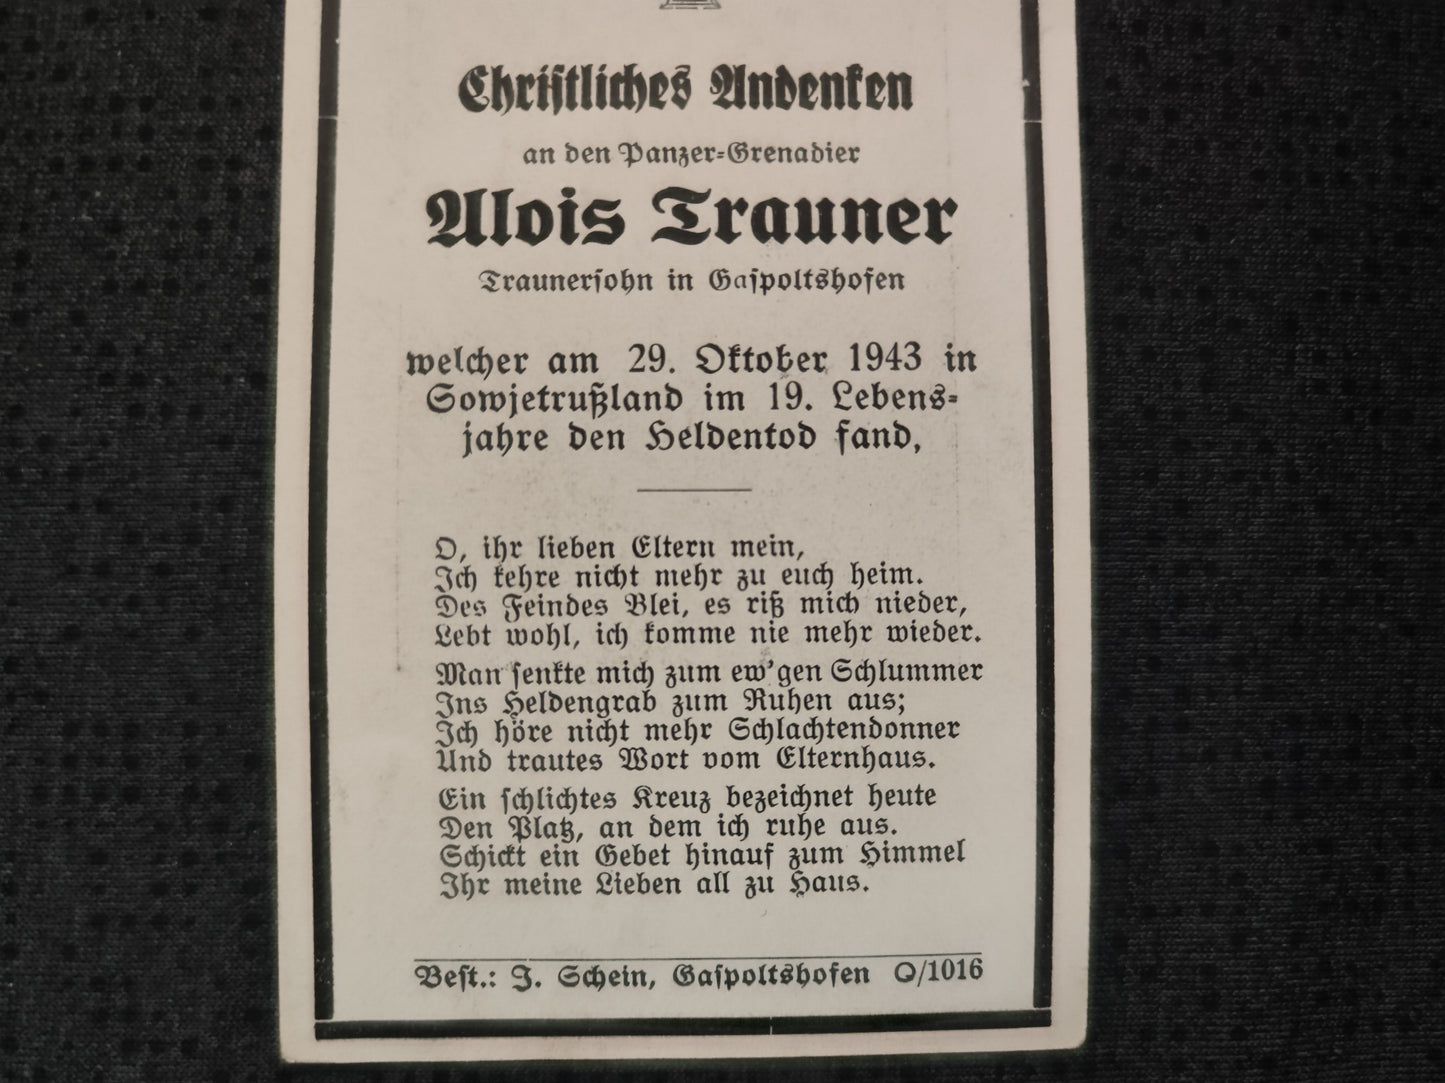 Christliches Andenken
an den Panzer-Grenadier
Alois Trauner
Traunersohn in Gaspoltshofen
welcher am 29. Oktober 1943 in
Sowjetrußland im 19. Lebens-
jahre den Heldentod fand,
O, ihr lieben Eltern mein,
Ich kehre nicht mehr zu euch heim.
Des Feindes Blei, es riß mich nieder,
Lebt wohl, ich komme nie mehr wieder.
Man senkte mich zum ew'gen Schlummer
Ins Heldengrab zum Ruhen aus;
Ich höre nicht mehr Schlachtendonner
Und trautes Wort vom Elternhaus.
Ein schlichtes Kreuz bezeichnet heute
Den Platz, an dem ich ruhe aus.
Schickt ein Gebet hinauf zum Himmel
Ihr meine Lieben all zu Haus.
Best.: J. Schein, Gaspoltshofen O/1016